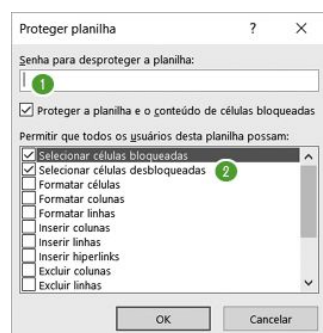 Proteger planilha ? ×
Senha para desproteger a planilha:
1
Proteger a planilha e o conteúdo de células bloqueadas
Permitir que todos os usuários desta planilha possam:
Selecionar células bloqueadas
Selecionar células desbloqueadas 2
Formatar células
Formatar colunas
Formatar linhas
Inserir colunas
Inserir linhas
Inserir hiperlinks
Excluir colunas
Excluir linhas
OK Cancelar